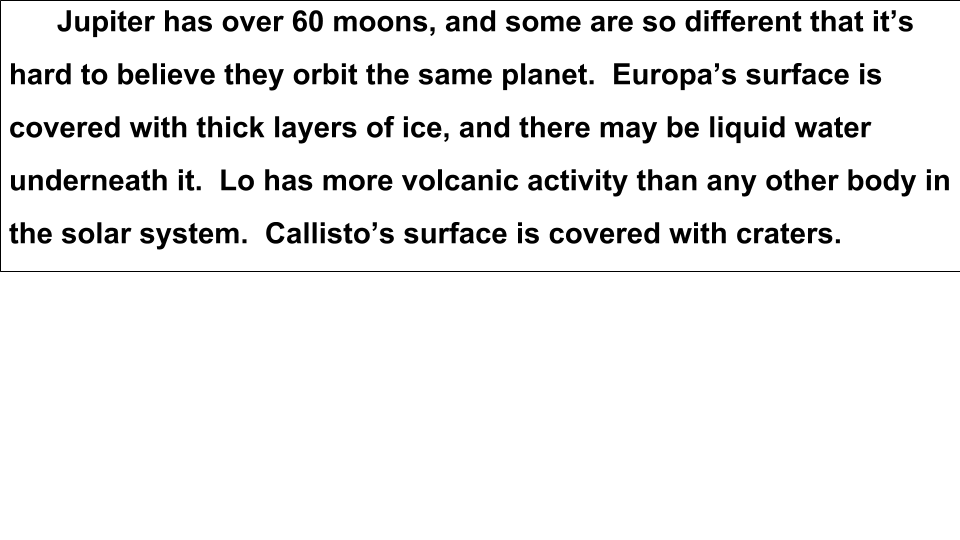 Jupiter has over 60 moons, and some are so different that it’s
hard to believe they orbit the same planet.  Europa’s surface is
covered with thick layers of ice, and there may be liquid water
underneath it.  Lo has more volcanic activity than any other body in
the solar system.  Callisto’s surface is covered with craters.